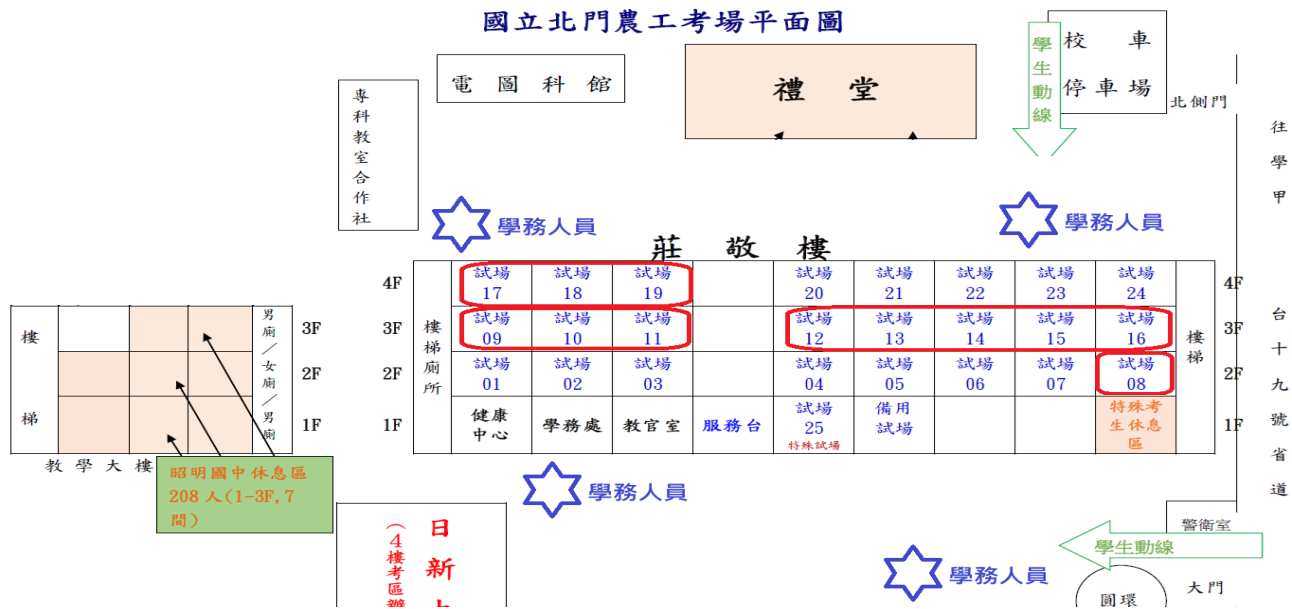 國立北門農工考場平面圖
電圖科館
禮堂
學生動線
校車
停車場
北側門
專科教室合作社
往學甲
學務人員
學務人員
莊敬樓
4F
試場 試場 試場 試場 試場 試場 試場 試場
17 18 19 20 21 22 23 24
4F
樓梯
男廁/女廁/男廁
3F
3F
樓梯廁所
試場 試場 試場 試場 試場 試場 試場 試場
09 10 11 12 13 14 15 16
樓梯
3F
台十九號省道
2F
2F
試場 試場 試場 試場 試場 試場 試場 試場
01 02 03 04 05 06 07 08
2F
1F
1F
健康
中心
學務處
教官室
服務台
試場
25
特殊試場
備用
試場
特殊考
生休息
區
1F
教學大樓
昭明國中休息區
208人(1-3F,7
間)
學務人員
日新
(4樓考區
警衛室
學生動線
學務人員
圓環
大門